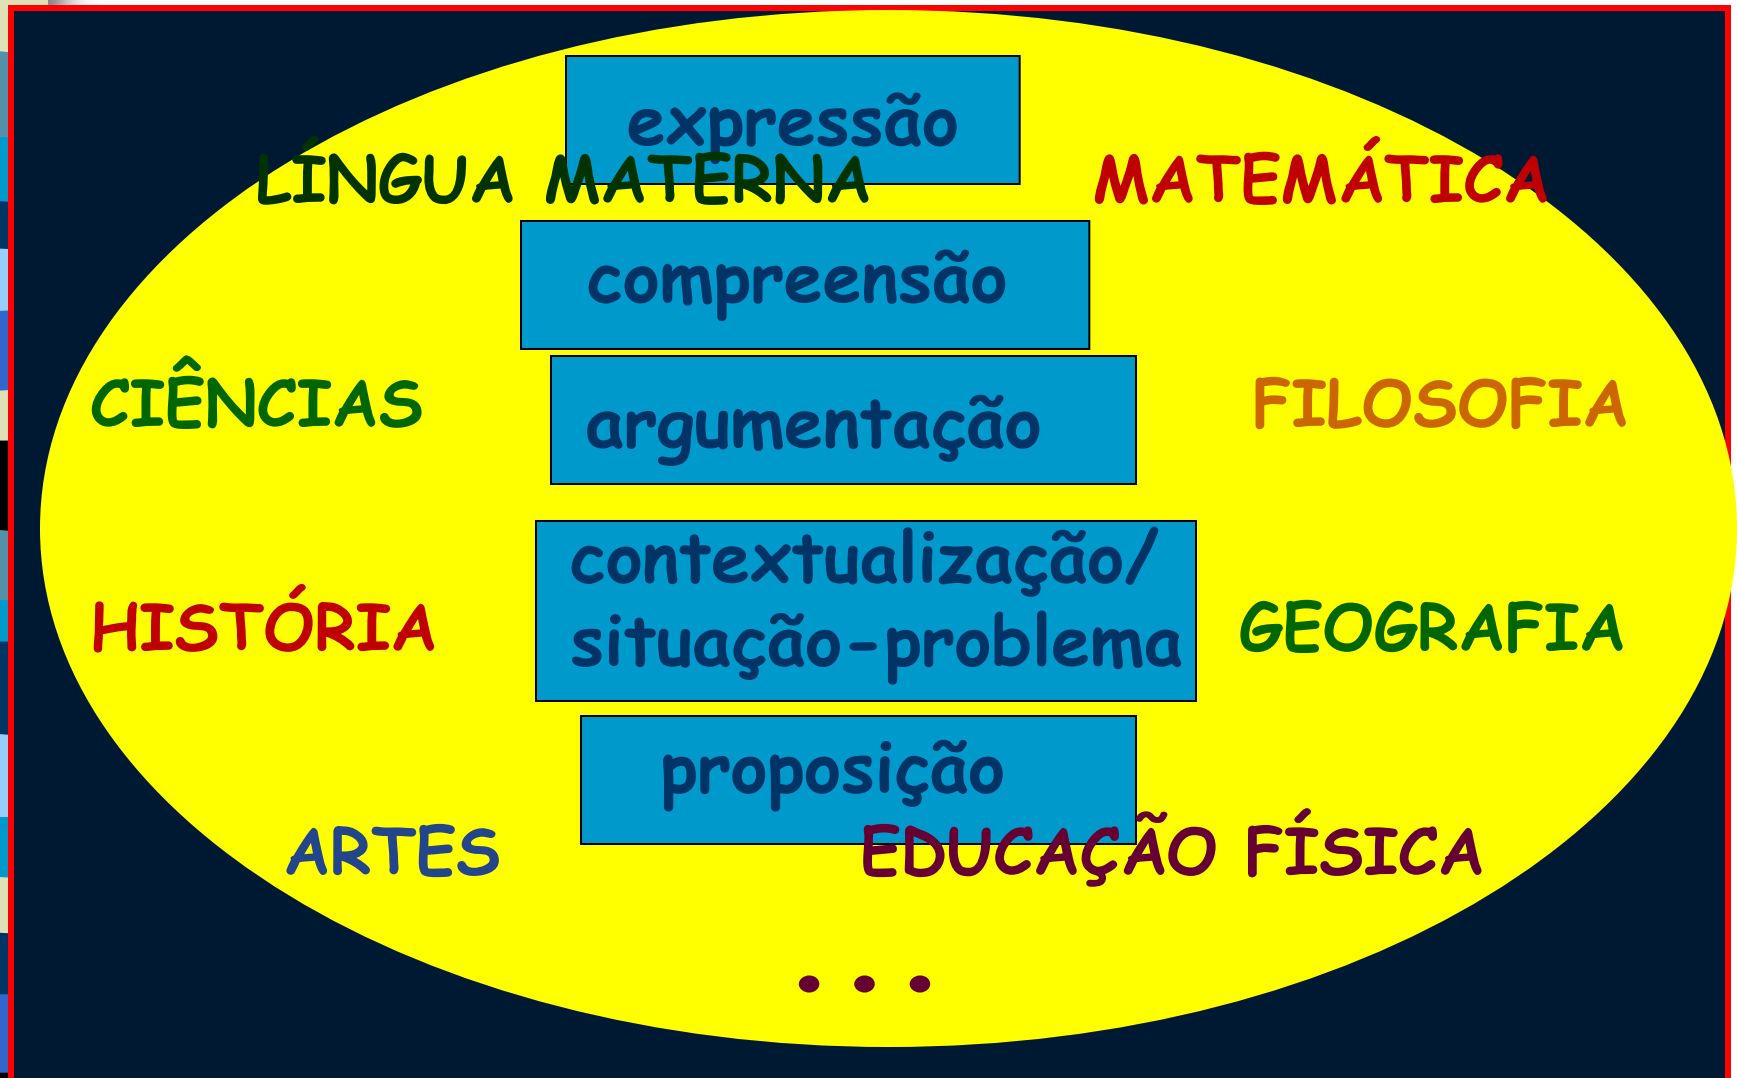 expressão
LÍNGUA MATERNA MATEMÁTICA
compreensão
CIÊNCIAS FILOSOFIA
argumentação
contextualização/
situação-problema
HISTÓRIA GEOGRAFIA
proposição
ARTES EDUCAÇÃO FÍSICA
...